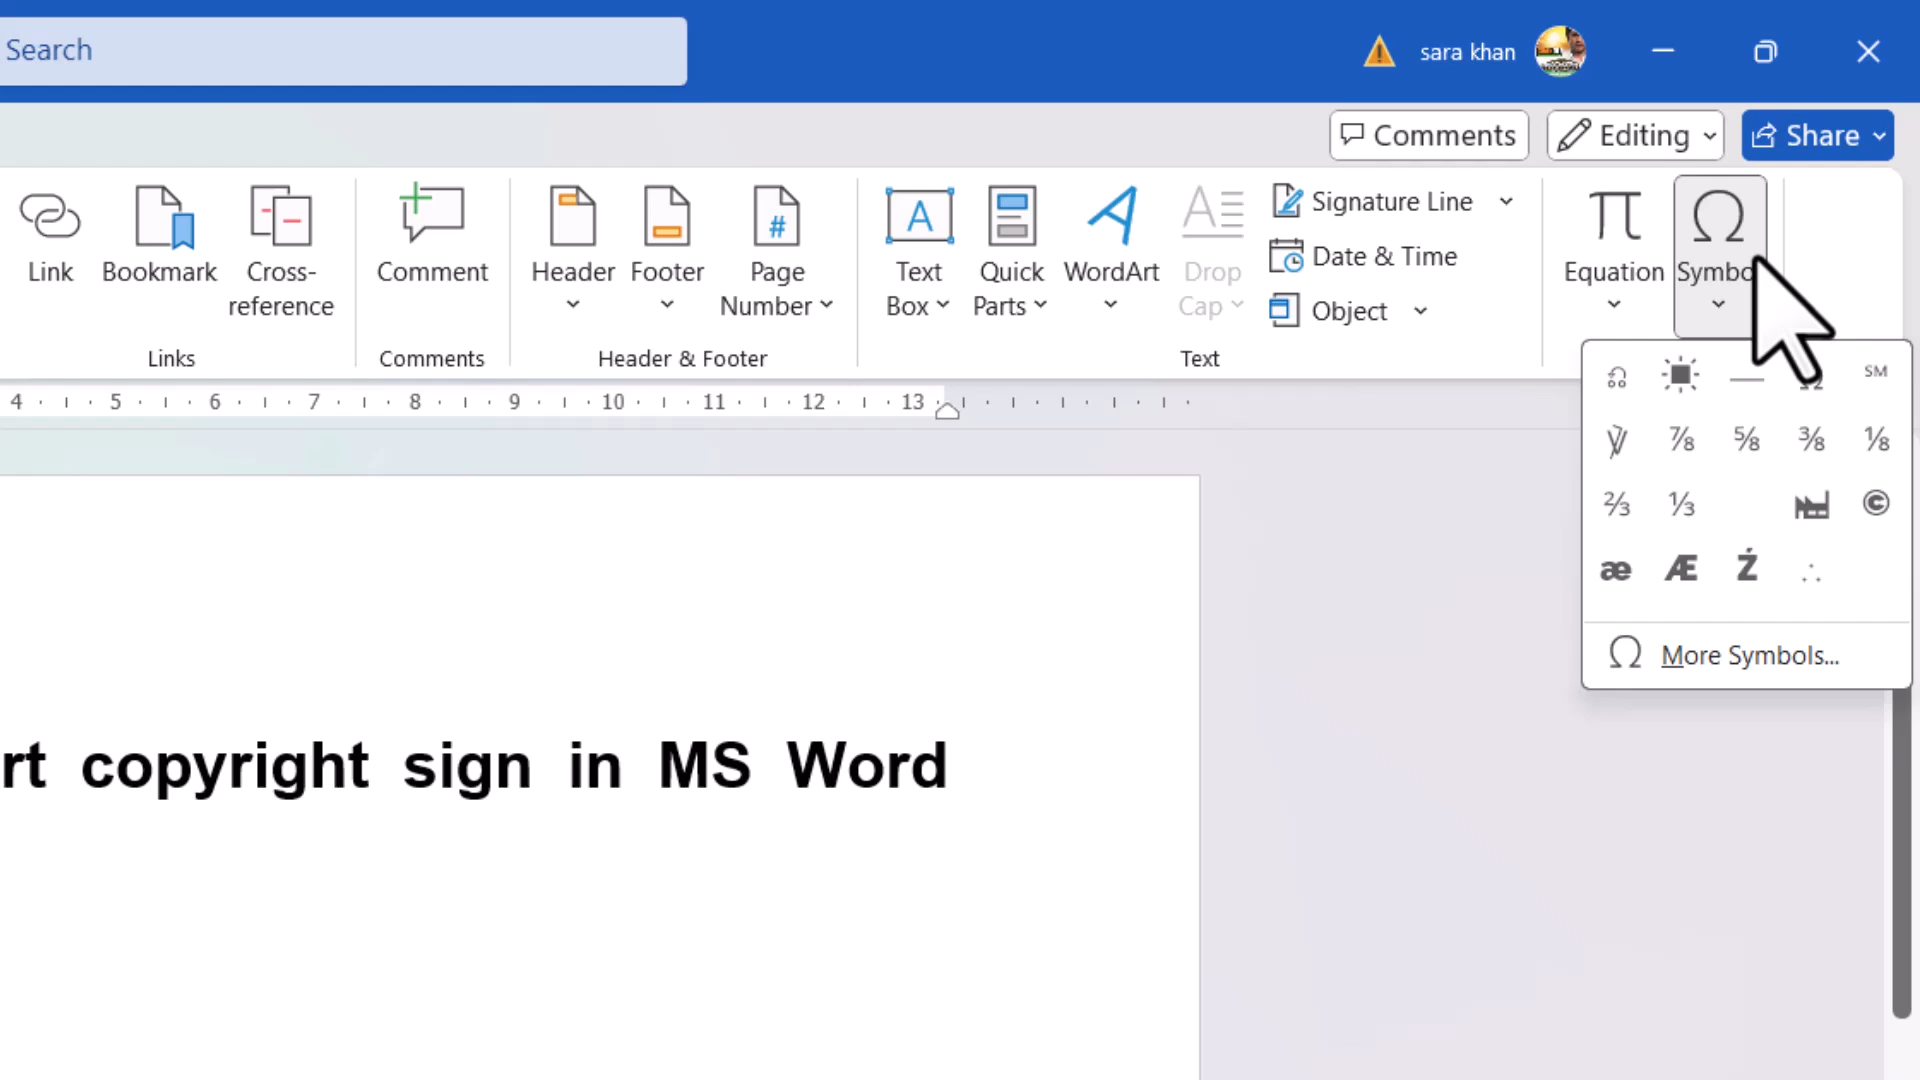 Search
sara khan
Comments
Editing
Share
Link
Bookmark
Cross-
reference
Comment
Header
Footer
Page
Number
Text
Box
Quick
Parts
WordArt
Drop
Cap
Signature Line
Date & Time
Object
Equation
Symbo
Links
Comments
Header & Footer
Text
4 5 6 7 8 9 10 11 12 13
SM
⅞ ⅝ ⅜ ⅛
⅔ ⅓ ©
æ Æ Ź ∴
More Symbols...
rt copyright sign in MS Word